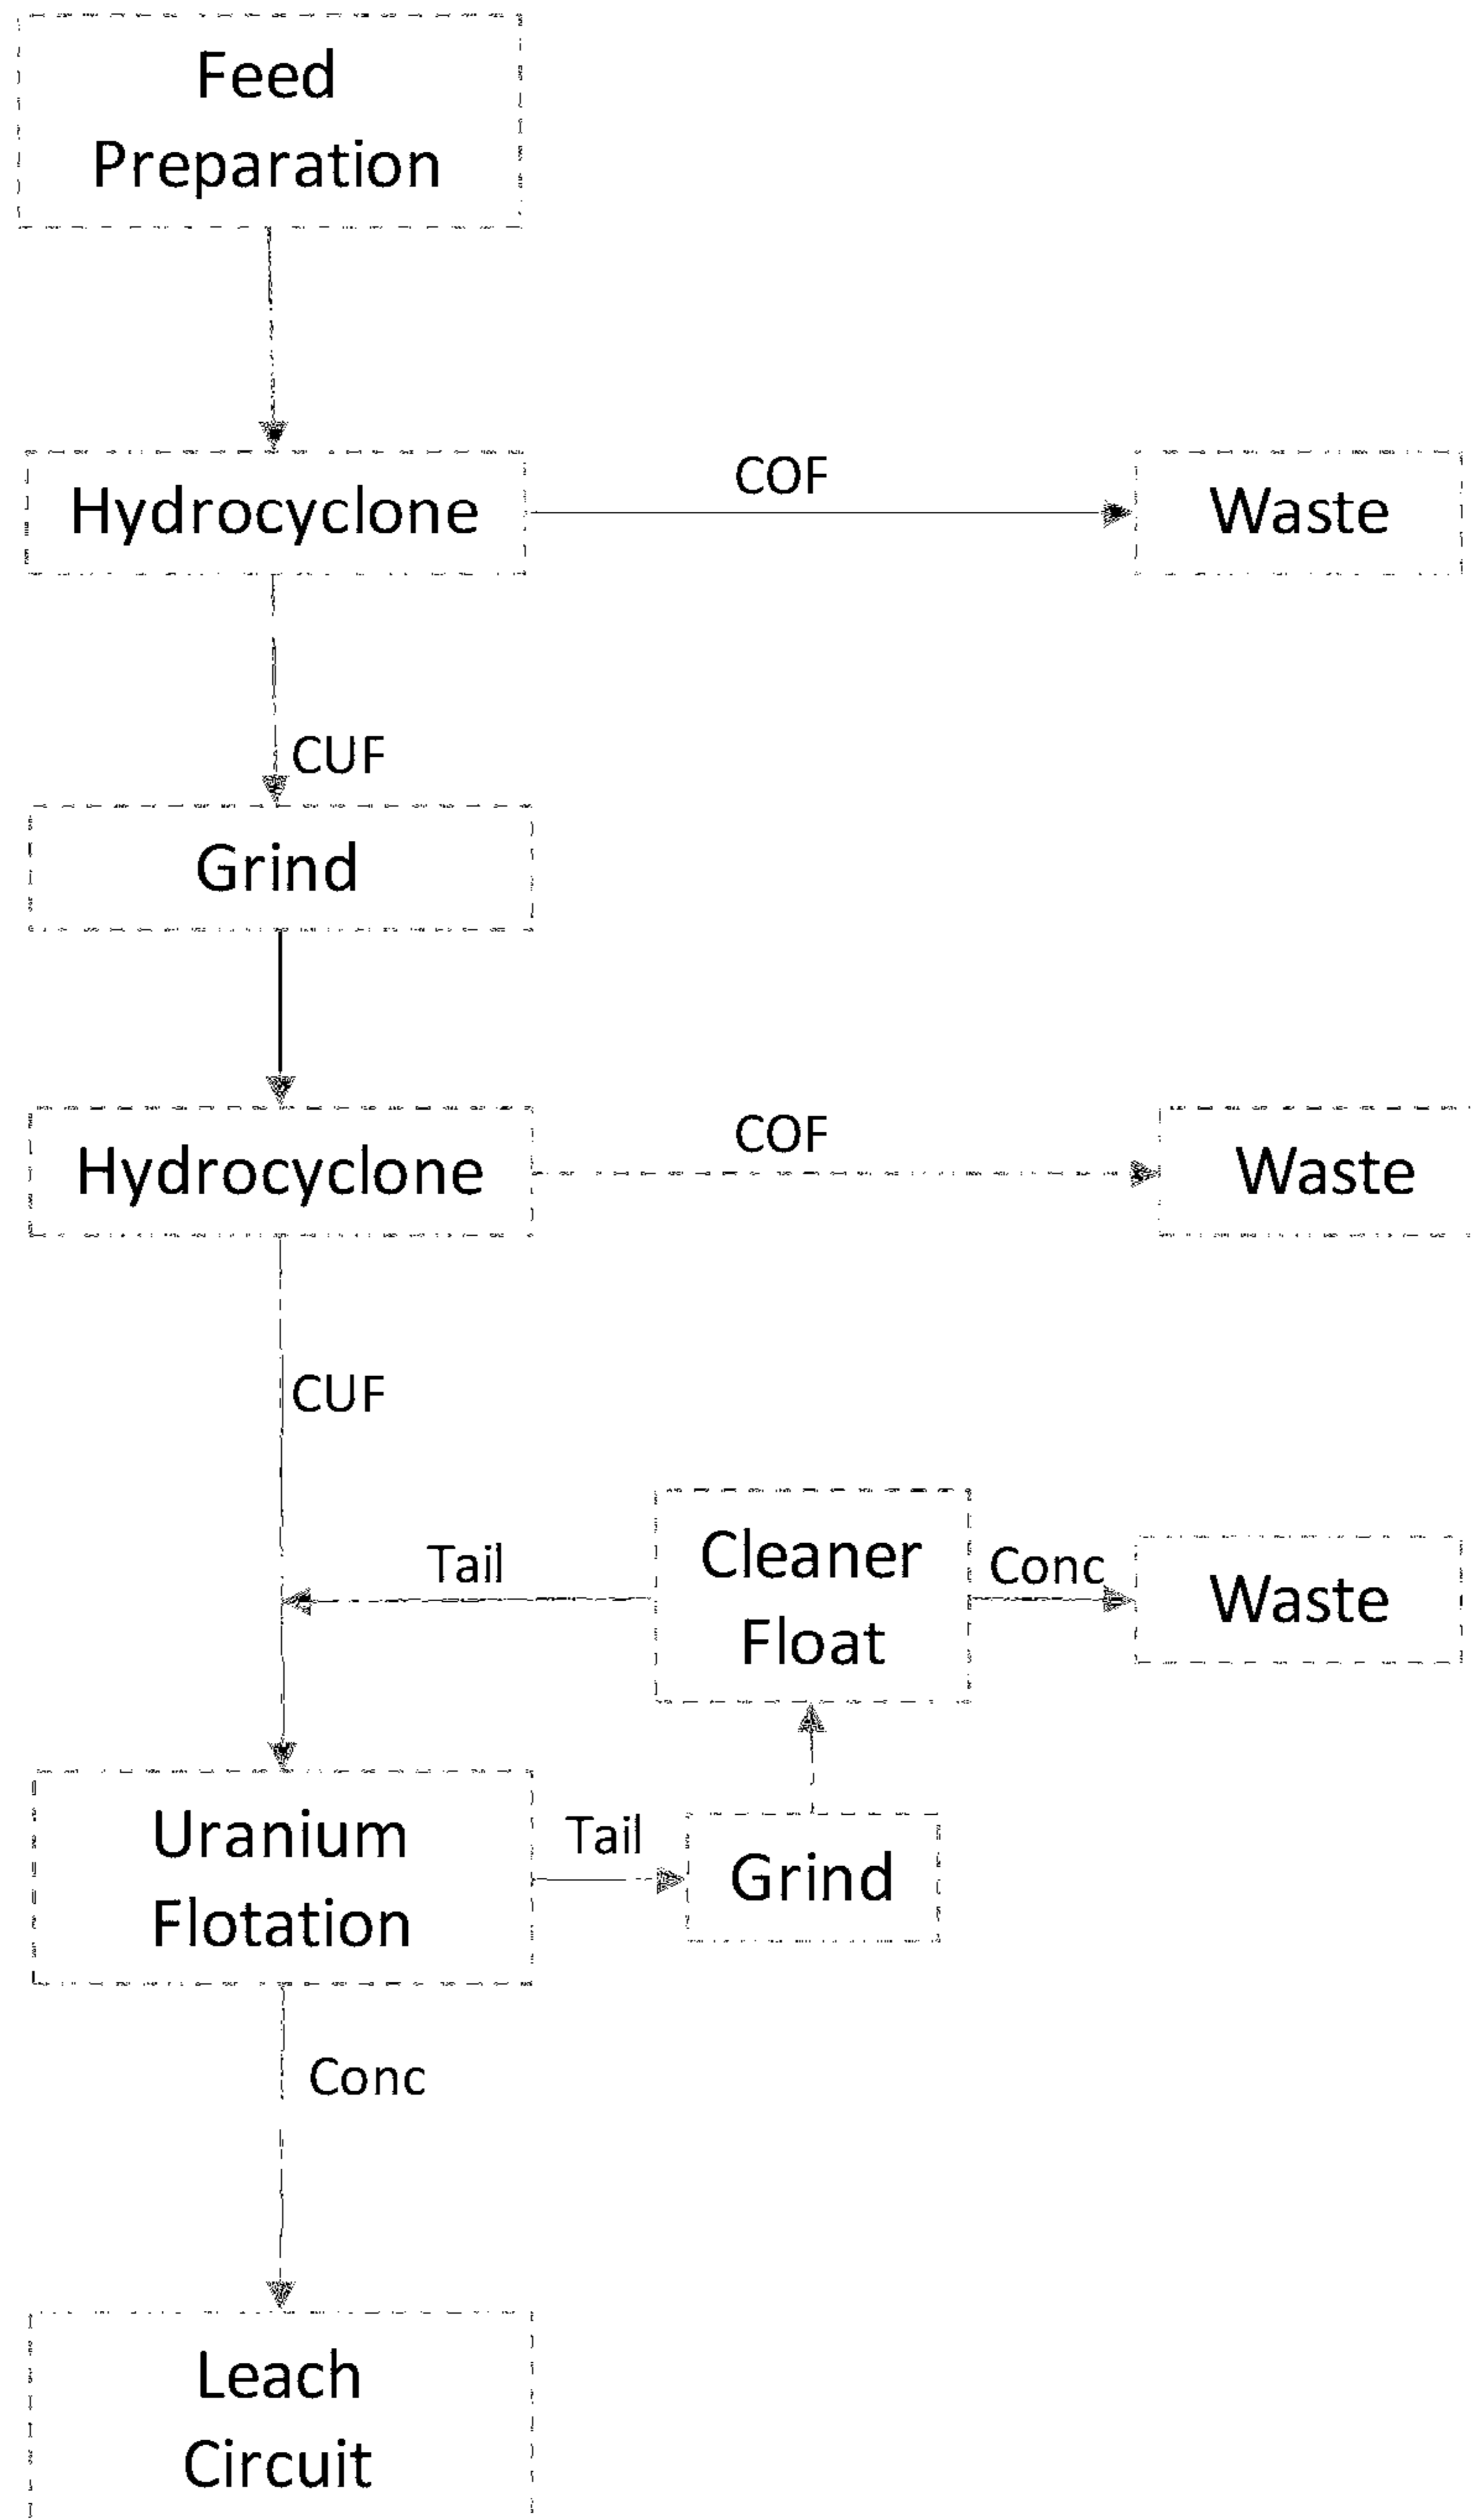 Feed
Preparation
Hydrocyclone
COF
Waste
CUF
Grind
Hydrocyclone
COF
Waste
CUF
Tail
Cleaner
Float
Conc
Waste
Uranium
Flotation
Tail
Grind
Conc
Leach
Circuit